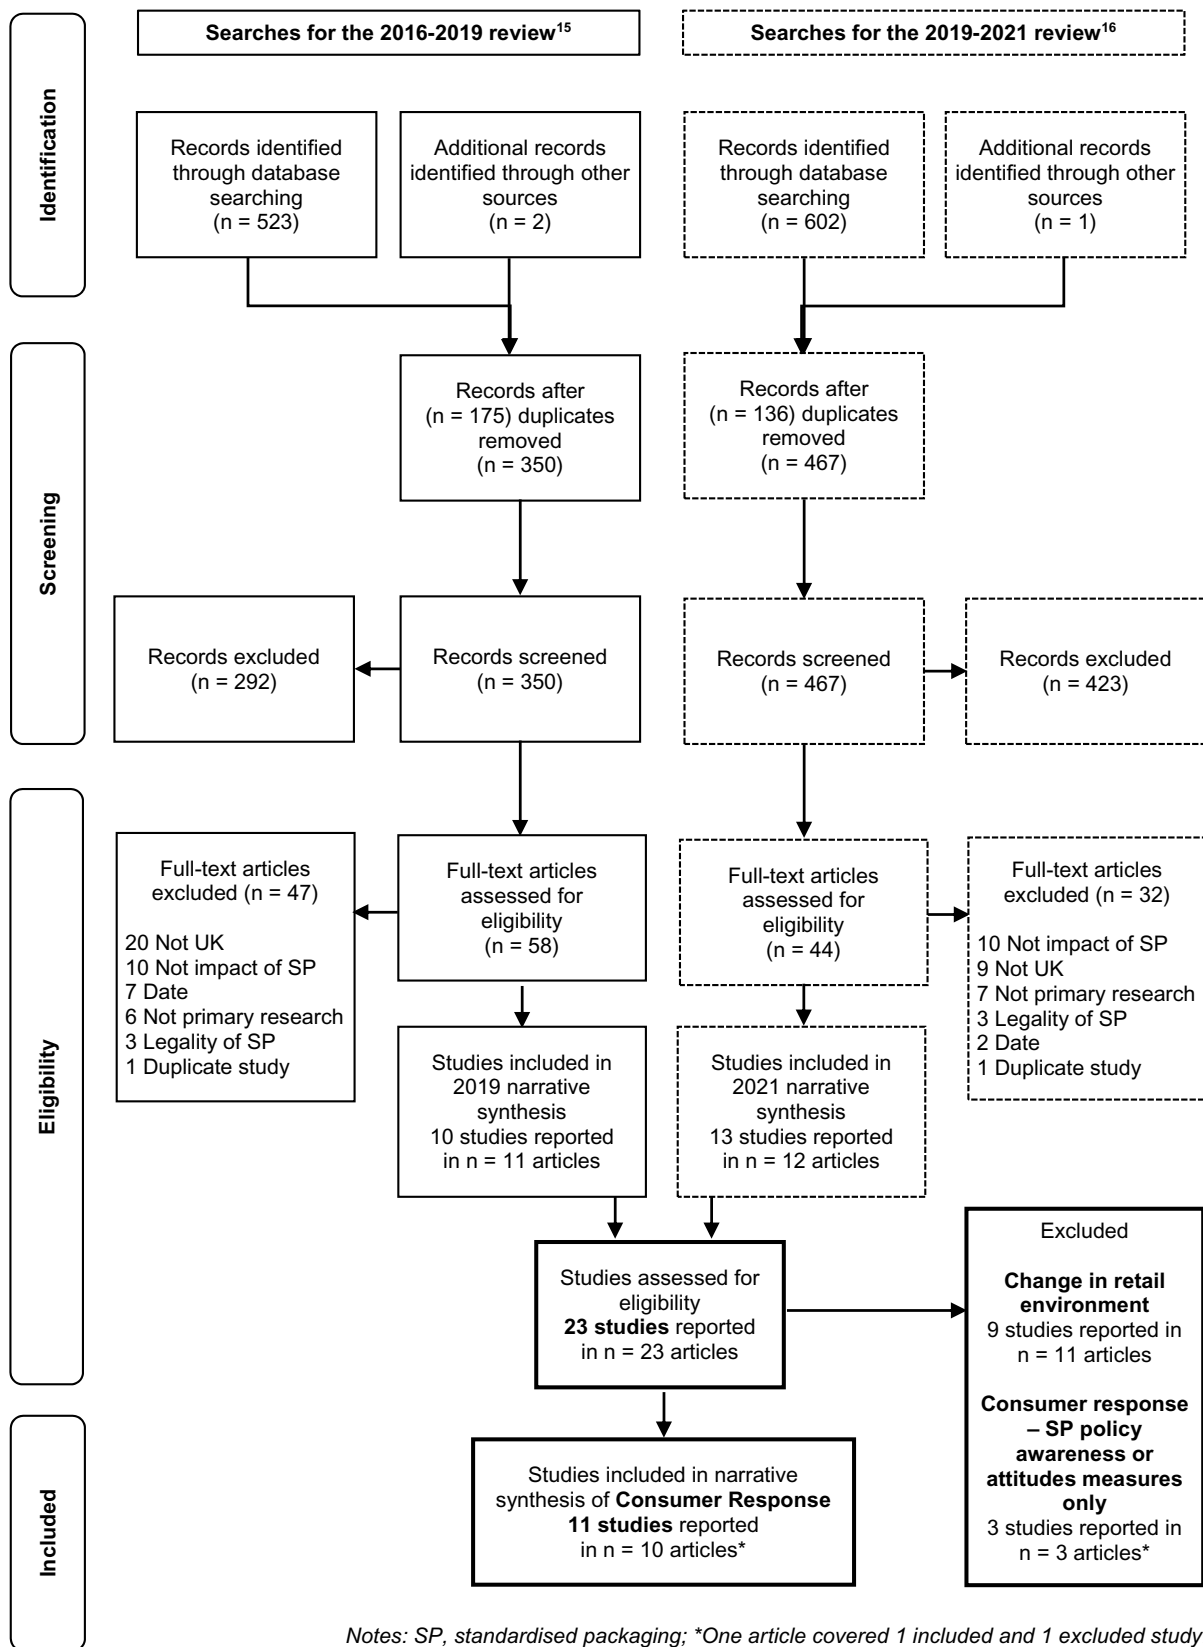 Searches for the 2016-2019 review15
Searches for the 2019-2021 review16
Identification
Records identified
through database
searching
(n = 523)
Additional records
identified through other
sources
(n = 2)
Records identified
through database
searching
(n = 602)
Additional records
identified through other
sources
(n = 1)
Screening
Records after
(n = 175) duplicates
removed
(n = 350)
Records after
(n = 136) duplicates
removed
(n = 467)
Records excluded
(n = 292)
Records screened
(n = 350)
Records screened
(n = 467)
Records excluded
(n = 423)
Eligibility
Full-text articles
excluded (n = 47)
20 Not UK
10 Not impact of SP
7 Date
6 Not primary research
3 Legality of SP
1 Duplicate study
Full-text articles
assessed for
eligibility
(n = 58)
Full-text articles
assessed for
eligibility
(n = 44)
Full-text articles
excluded (n = 32)
10 Not impact of SP
9 Not UK
7 Not primary research
3 Legality of SP
2 Date
1 Duplicate study
Studies included in
2019 narrative
synthesis
10 studies reported
in n = 11 articles
Studies included in
2021 narrative
synthesis
13 studies reported
in n = 12 articles
Studies assessed for
eligibility
23 studies reported
in n = 23 articles
Excluded
Change in retail
environment
9 studies reported in
n = 11 articles
Consumer response
– SP policy
awareness or
attitudes measures
only
3 studies reported in
n = 3 articles*
Included
Studies included in narrative
synthesis of Consumer Response
11 studies reported
in n = 10 articles*
Notes: SP, standardised packaging; *One article covered 1 included and 1 excluded study